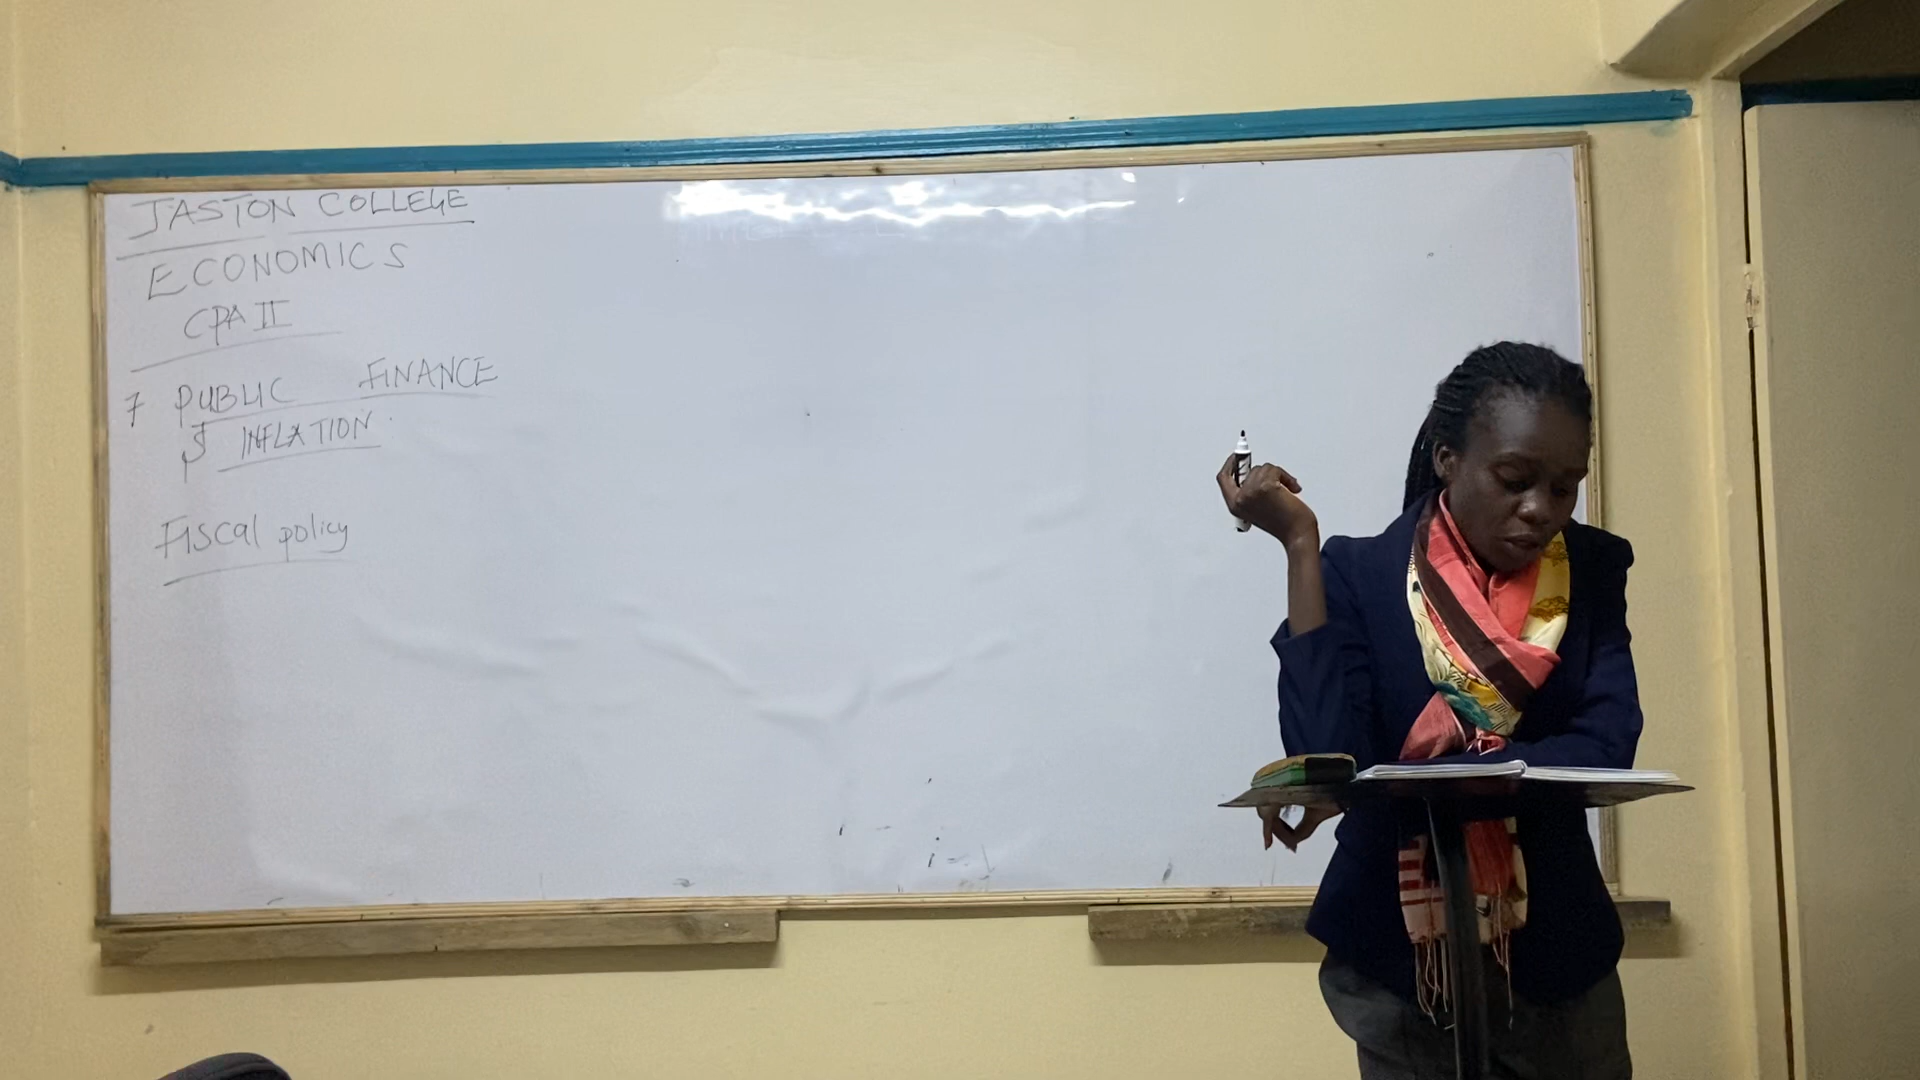 JASTON COLLEGE
ECONOMICS
CPA II
7 PUBLIC FINANCE
$ INFLATION
Fiscal policy